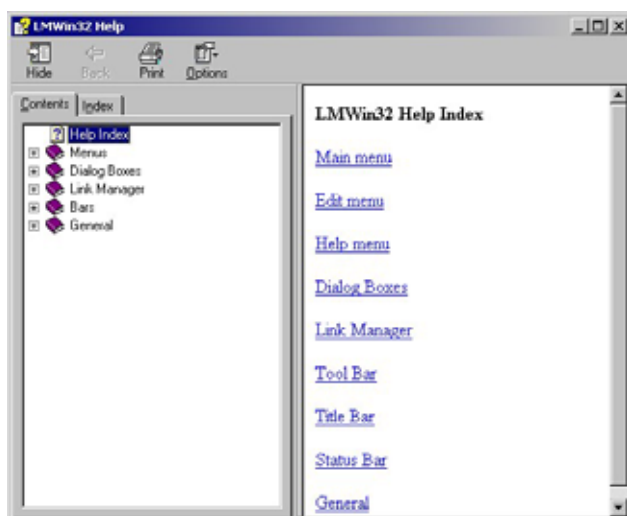 LMWin32 Help
Hide Back Print Options
Contents Index
Help Index
Menus
Dialog Boxes
Link Manager
Bars
General
LMWin32 Help Index
Main menu
Edit menu
Help menu
Dialog Boxes
Link Manager
Tool Bar
Title Bar
Status Bar
General